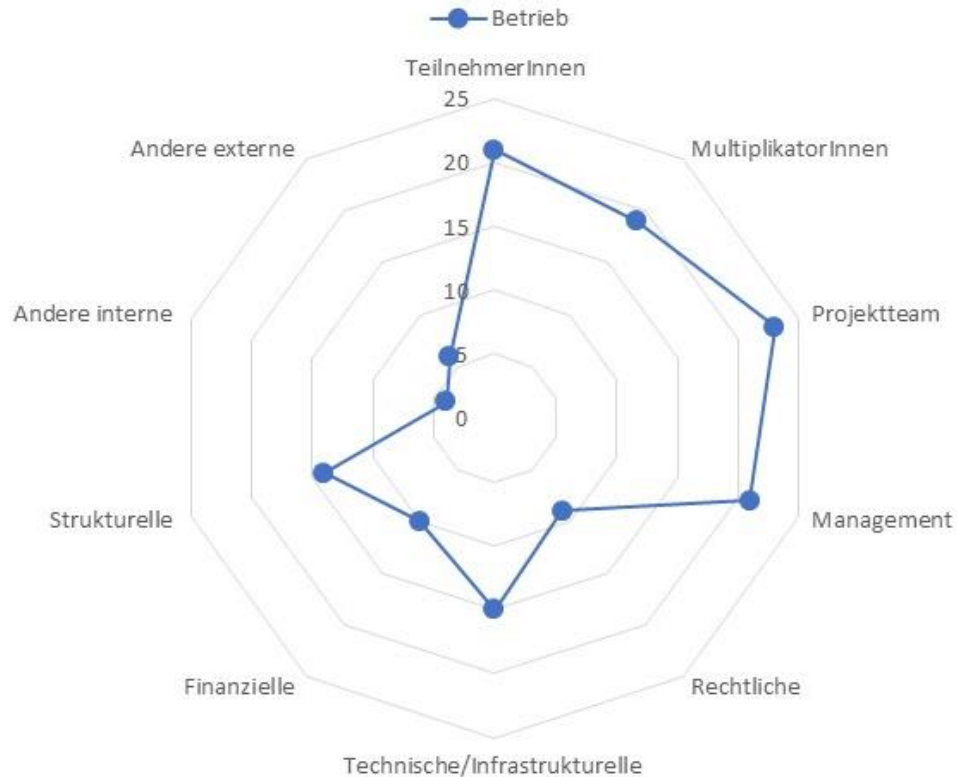 Betrieb
TeilnehmerInnen
25
Andere externe
MultiplikatorInnen
20
15
10
Andere interne
Projektteam
5
0
Strukturelle
Management
Finanzielle
Rechtliche
Technische/Infrastrukturelle